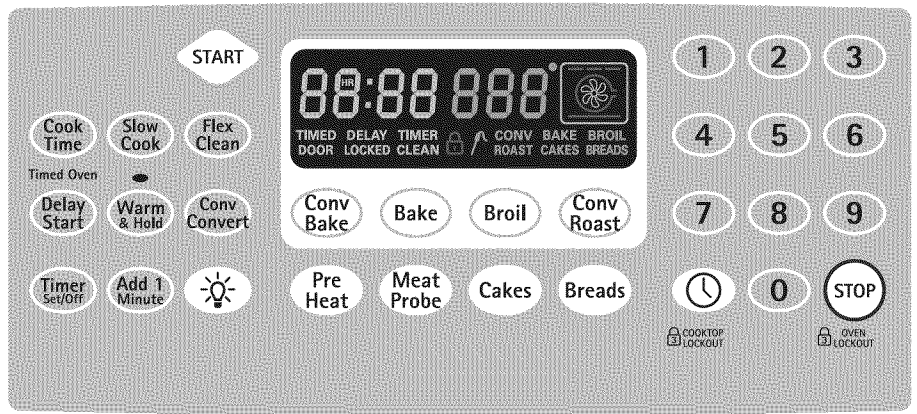 START
Cook Time
Slow Cook
Flex Clean
Timed Oven
Delay Start
Warm & Hold
Conv Convert
Timer Set/Off
Add 1 Minute
88:88 888°
HR
TIMED DELAY TIMER CONV BAKE BROIL
DOOR LOCKED CLEAN ROAST CAKES BREADS
Conv Bake
Bake
Broil
Conv Roast
Pre Heat
Meat Probe
Cakes
Breads
1 2 3
4 5 6
7 8 9
0
STOP
3 COOKTOP LOCKOUT
3 OVEN LOCKOUT